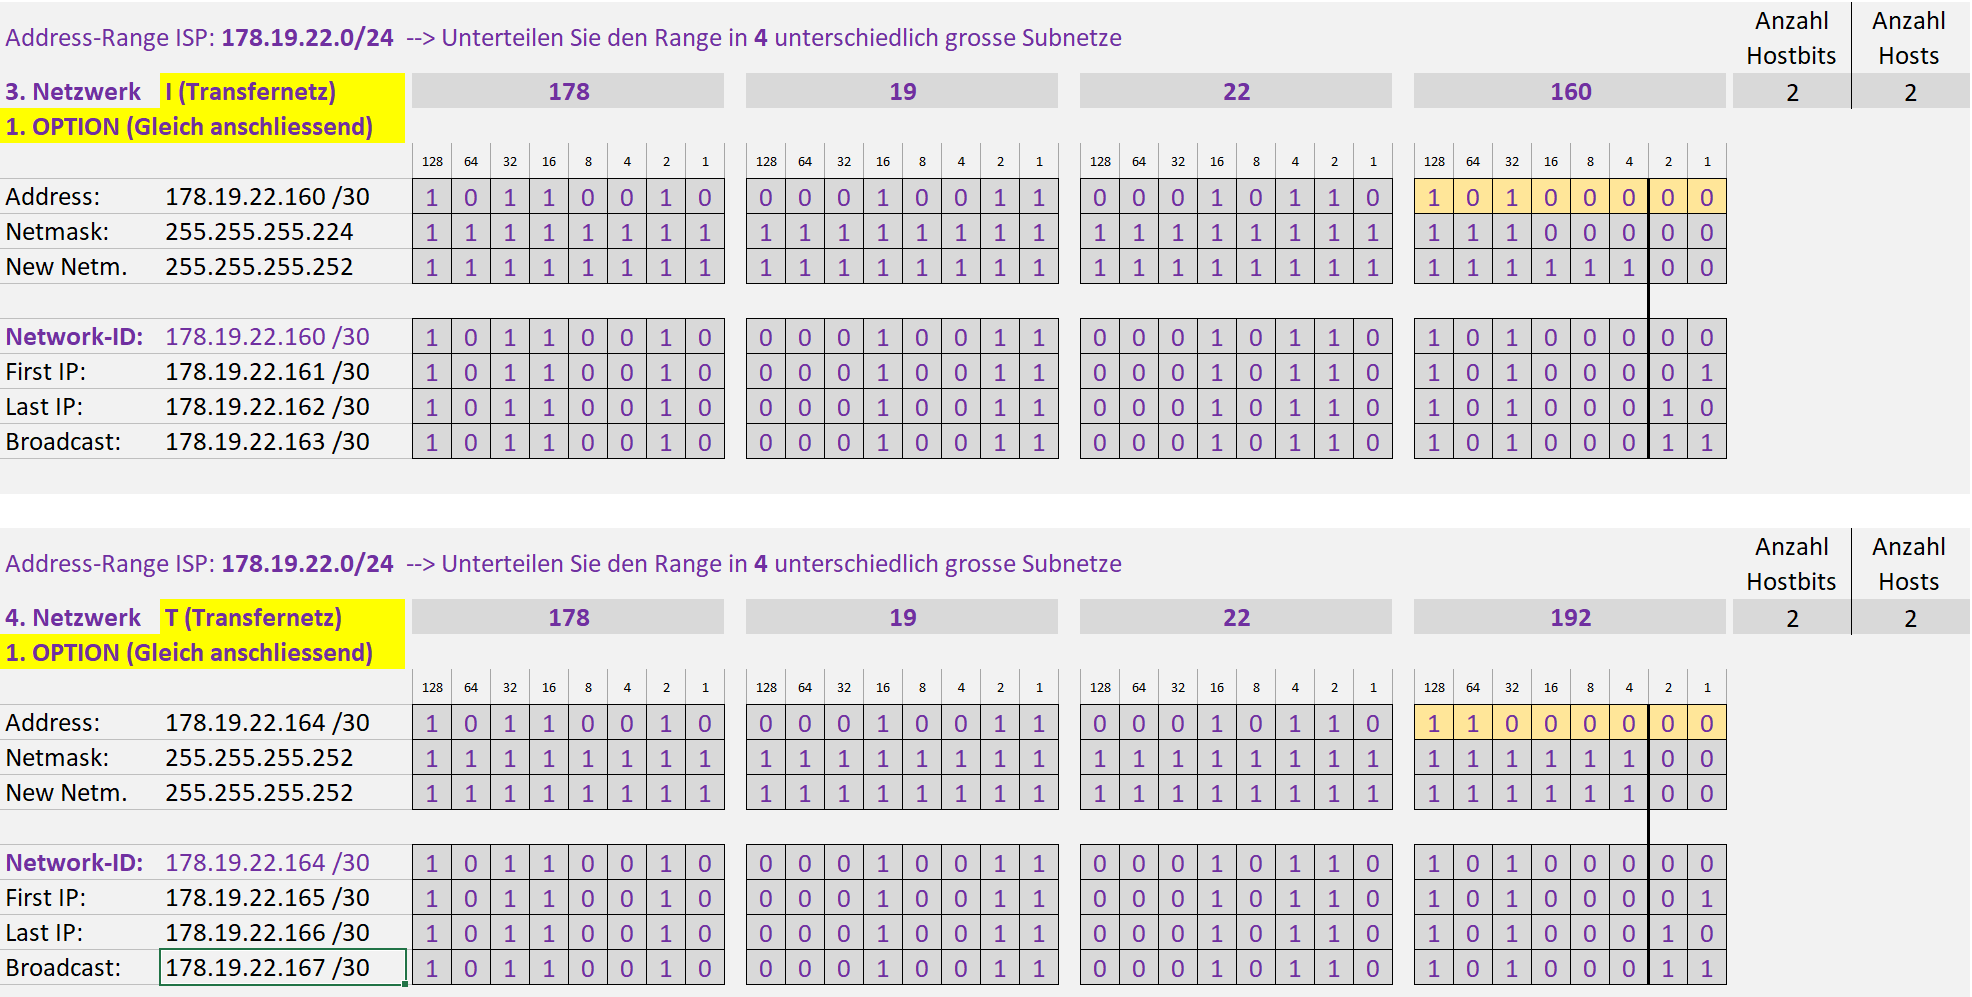 Anzahl Anzahl
Address-Range ISP: 178.19.22.0/24 --> Unterteilen Sie den Range in 4 unterschiedlich grosse Subnetze
Hostbits Hosts
3. Netzwerk I (Transfernetz) 178 19 22 160 2 2
1. OPTION (Gleich anschliessend)
128 64 32 16 8 4 2 1 128 64 32 16 8 4 2 1 128 64 32 16 8 4 2 1 128 64 32 16 8 4 2 1
Address: 178.19.22.160 /30 1 0 1 1 0 0 1 0 0 0 0 1 0 0 1 1 0 0 0 1 0 1 1 0 1 0 1 0 0 0 0 0
Netmask: 255.255.255.224 1 1 1 1 1 1 1 1 1 1 1 1 1 1 1 1 1 1 1 1 1 1 1 1 1 1 1 0 0 0 0 0
New Netm. 255.255.255.252 1 1 1 1 1 1 1 1 1 1 1 1 1 1 1 1 1 1 1 1 1 1 1 1 1 1 1 1 1 1 0 0
Network-ID: 178.19.22.160 /30 1 0 1 1 0 0 1 0 0 0 0 1 0 0 1 1 0 0 0 1 0 1 1 0 1 0 1 0 0 0 0 0
First IP: 178.19.22.161 /30 1 0 1 1 0 0 1 0 0 0 0 1 0 0 1 1 0 0 0 1 0 1 1 0 1 0 1 0 0 0 0 1
Last IP: 178.19.22.162 /30 1 0 1 1 0 0 1 0 0 0 0 1 0 0 1 1 0 0 0 1 0 1 1 0 1 0 1 0 0 0 1 0
Broadcast: 178.19.22.163 /30 1 0 1 1 0 0 1 0 0 0 0 1 0 0 1 1 0 0 0 1 0 1 1 0 1 0 1 0 0 0 1 1
Anzahl Anzahl
Address-Range ISP: 178.19.22.0/24 --> Unterteilen Sie den Range in 4 unterschiedlich grosse Subnetze
Hostbits Hosts
4. Netzwerk T (Transfernetz) 178 19 22 192 2 2
1. OPTION (Gleich anschliessend)
128 64 32 16 8 4 2 1 128 64 32 16 8 4 2 1 128 64 32 16 8 4 2 1 128 64 32 16 8 4 2 1
Address: 178.19.22.164 /30 1 0 1 1 0 0 1 0 0 0 0 1 0 0 1 1 0 0 0 1 0 1 1 0 1 1 0 0 0 0 0 0
Netmask: 255.255.255.252 1 1 1 1 1 1 1 1 1 1 1 1 1 1 1 1 1 1 1 1 1 1 1 1 1 1 1 1 1 1 0 0
New Netm. 255.255.255.252 1 1 1 1 1 1 1 1 1 1 1 1 1 1 1 1 1 1 1 1 1 1 1 1 1 1 1 1 1 1 0 0
Network-ID: 178.19.22.164 /30 1 0 1 1 0 0 1 0 0 0 0 1 0 0 1 1 0 0 0 1 0 1 1 0 1 0 1 0 0 0 0 0
First IP: 178.19.22.165 /30 1 0 1 1 0 0 1 0 0 0 0 1 0 0 1 1 0 0 0 1 0 1 1 0 1 0 1 0 0 0 0 1
Last IP: 178.19.22.166 /30 1 0 1 1 0 0 1 0 0 0 0 1 0 0 1 1 0 0 0 1 0 1 1 0 1 0 1 0 0 0 1 0
Broadcast: 178.19.22.167 /30 1 0 1 1 0 0 1 0 0 0 0 1 0 0 1 1 0 0 0 1 0 1 1 0 1 0 1 0 0 0 1 1